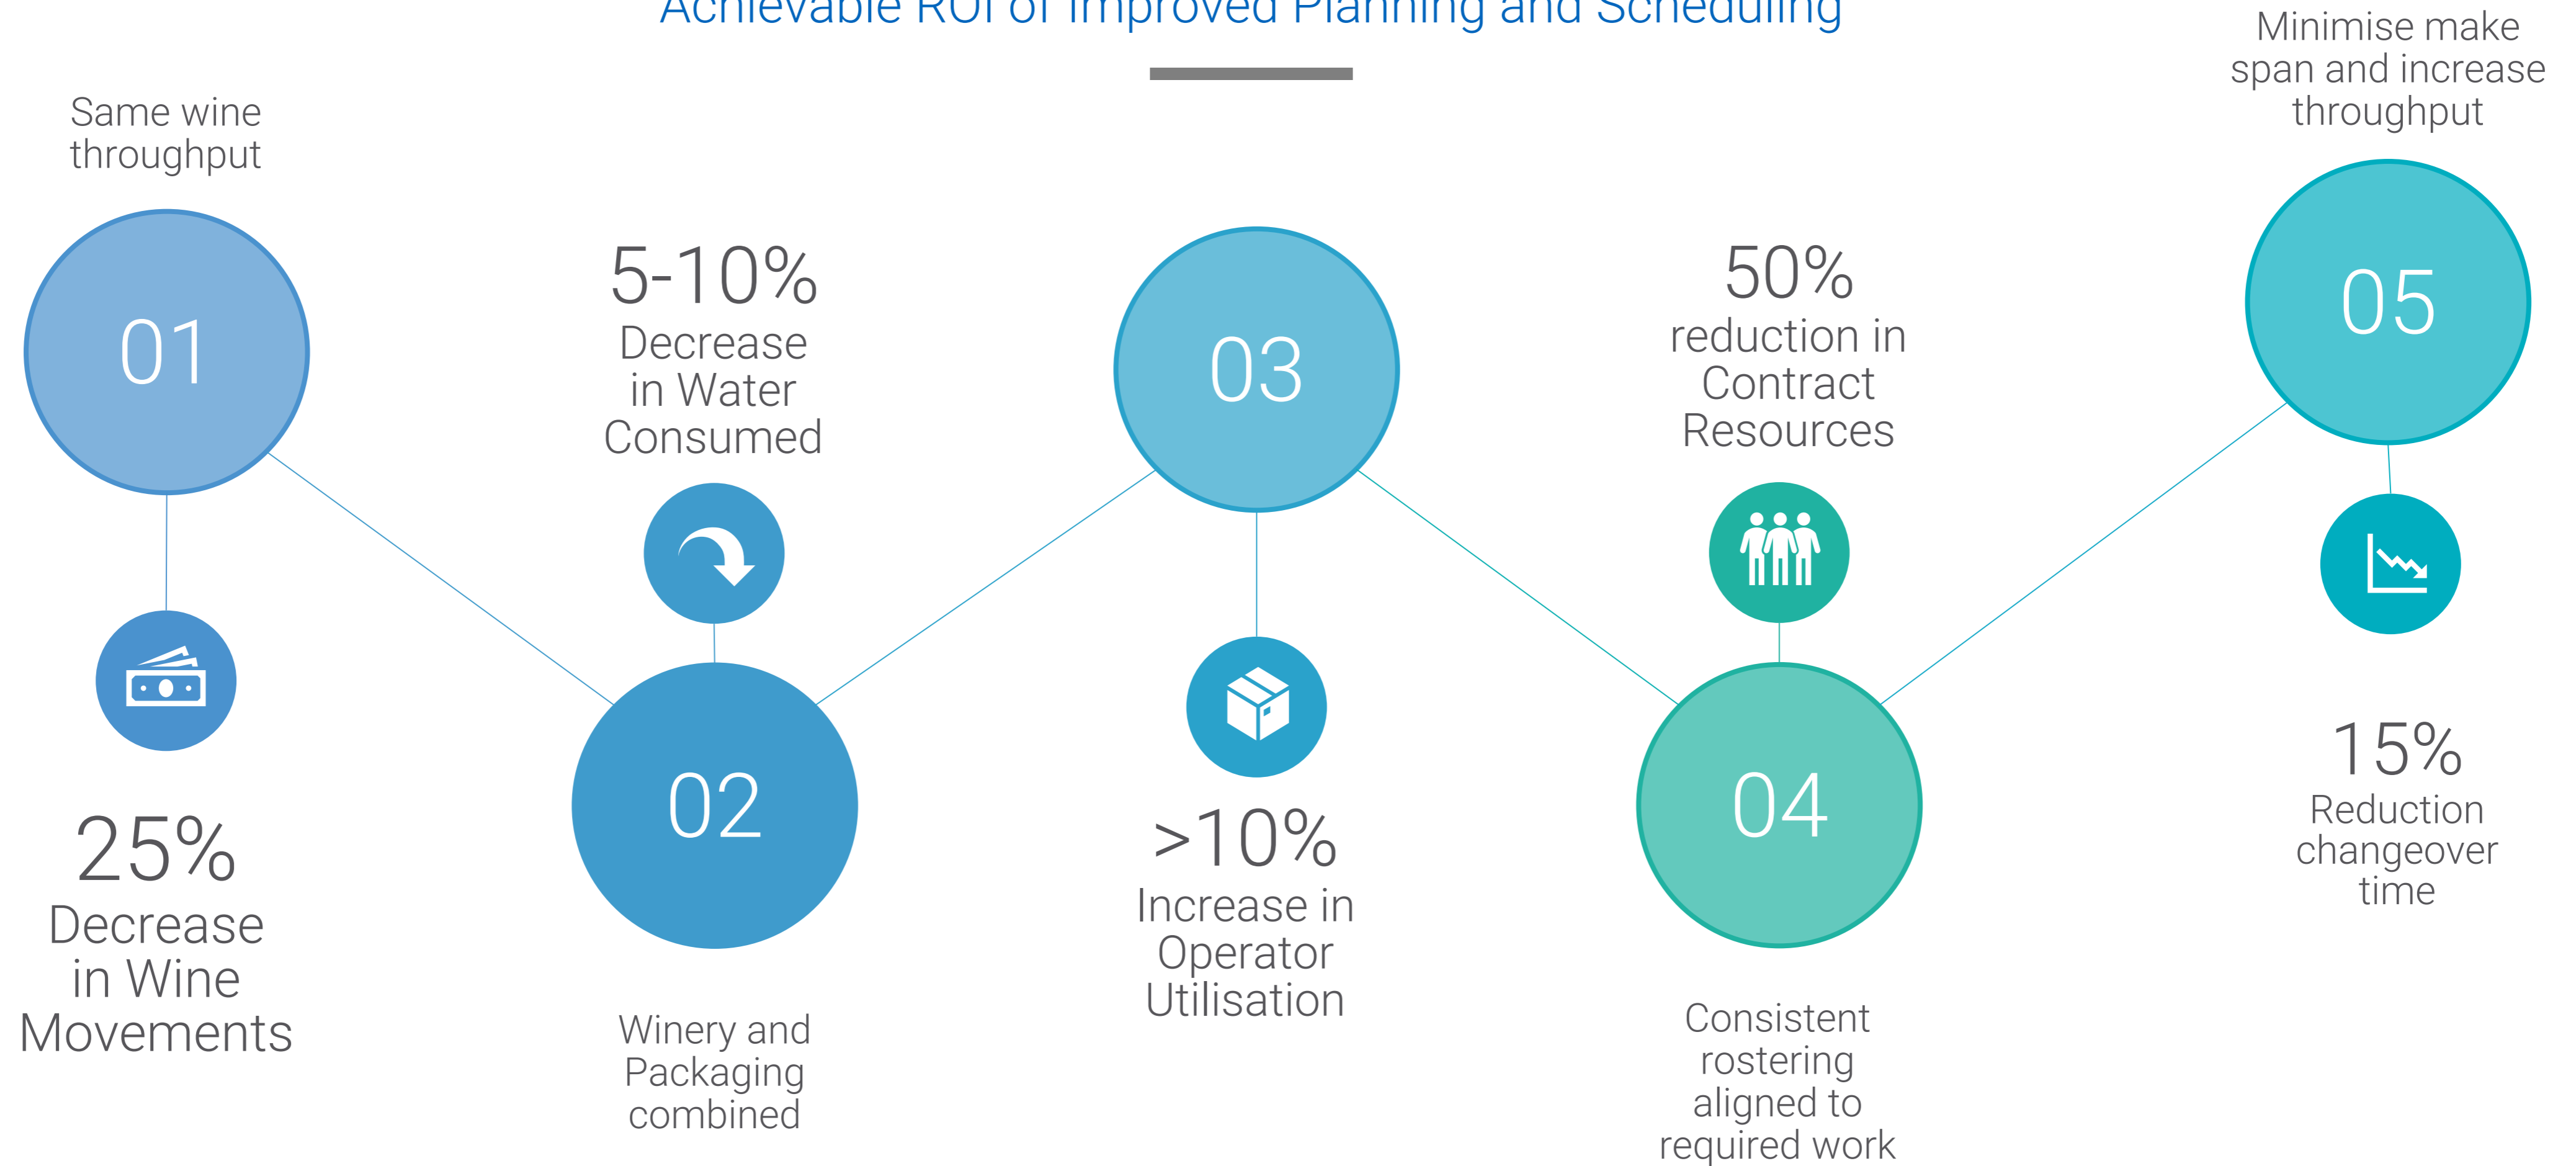 Achievable ROI of Improved Planning and Scheduling
Same wine
throughput
01
25%
Decrease
in Wine
Movements
5-10%
Decrease
in Water
Consumed
02
Winery and
Packaging
combined
03
>10%
Increase in
Operator
Utilisation
50%
reduction in
Contract
Resources
04
Consistent
rostering
aligned to
required work
Minimise make
span and increase
throughput
05
15%
Reduction
changeover
time